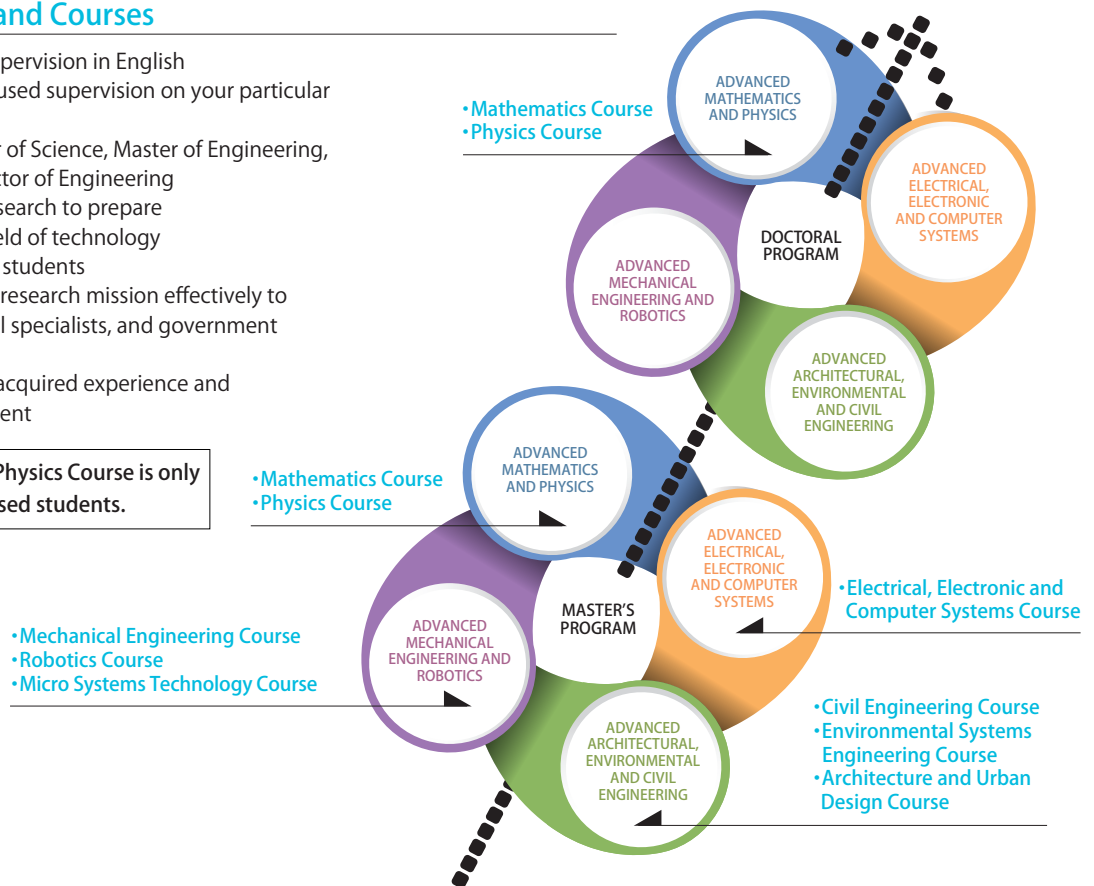 and Courses
pervision in English
used supervision on your particular
r of Science, Master of Engineering,
ctor of Engineering
search to prepare
eld of technology
students
research mission effectively to
l specialists, and government
acquired experience and
ent
Physics Course is only
sed students.
•Mathematics Course
•Physics Course
ADVANCED
MATHEMATICS
AND PHYSICS
ADVANCED
ELECTRICAL,
ELECTRONIC
AND COMPUTER
SYSTEMS
DOCTORAL
PROGRAM
ADVANCED
MECHANICAL
ENGINEERING AND
ROBOTICS
ADVANCED
ARCHITECTURAL,
ENVIRONMENTAL
AND CIVIL
ENGINEERING
•Mathematics Course
•Physics Course
ADVANCED
MATHEMATICS
AND PHYSICS
ADVANCED
ELECTRICAL,
ELECTRONIC
AND COMPUTER
SYSTEMS
•Electrical, Electronic and
Computer Systems Course
MASTER'S
PROGRAM
•Mechanical Engineering Course
•Robotics Course
•Micro Systems Technology Course
ADVANCED
MECHANICAL
ENGINEERING AND
ROBOTICS
ADVANCED
ARCHITECTURAL,
ENVIRONMENTAL
AND CIVIL
ENGINEERING
•Civil Engineering Course
•Environmental Systems
Engineering Course
•Architecture and Urban
Design Course